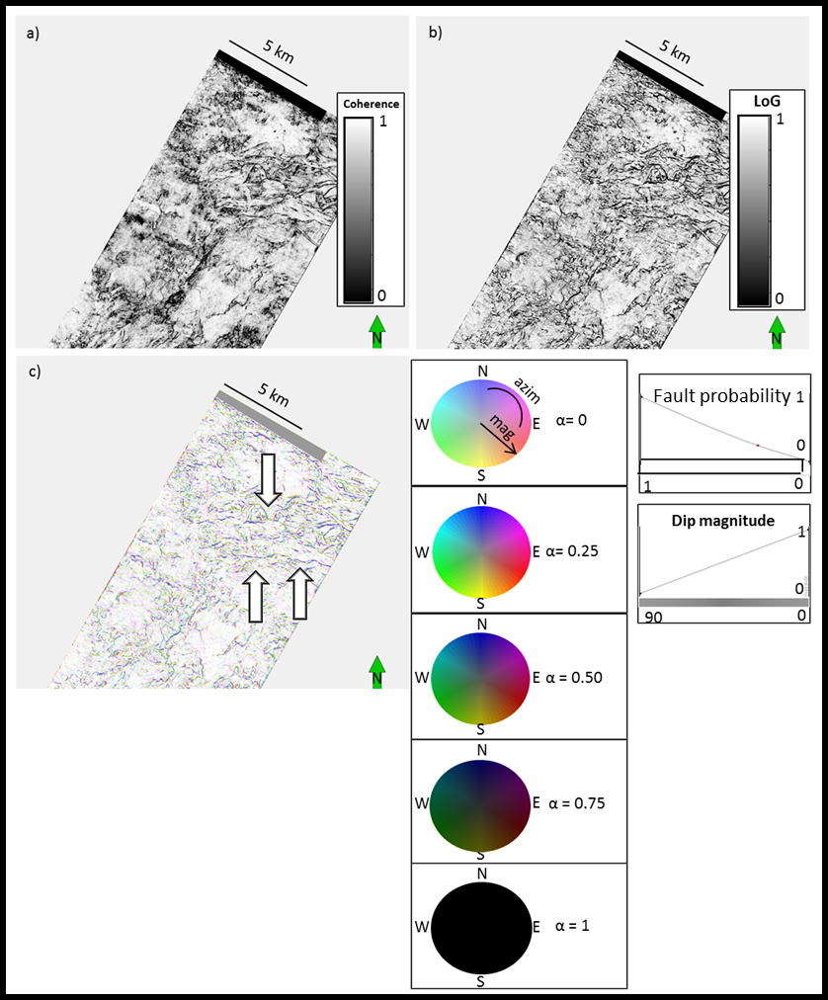 a)
5 km
Coherence
1
0
N
b)
5 km
LoG
1
0
N
c)
5 km
N
N
azim
W
mag
E
α= 0
S
N
W
E α= 0.25
S
N
W
E α = 0.50
S
N
W
E α = 0.75
S
N
W
E α = 1
S
Fault probability 1
0
1
0
Dip magnitude
1
0
90
0